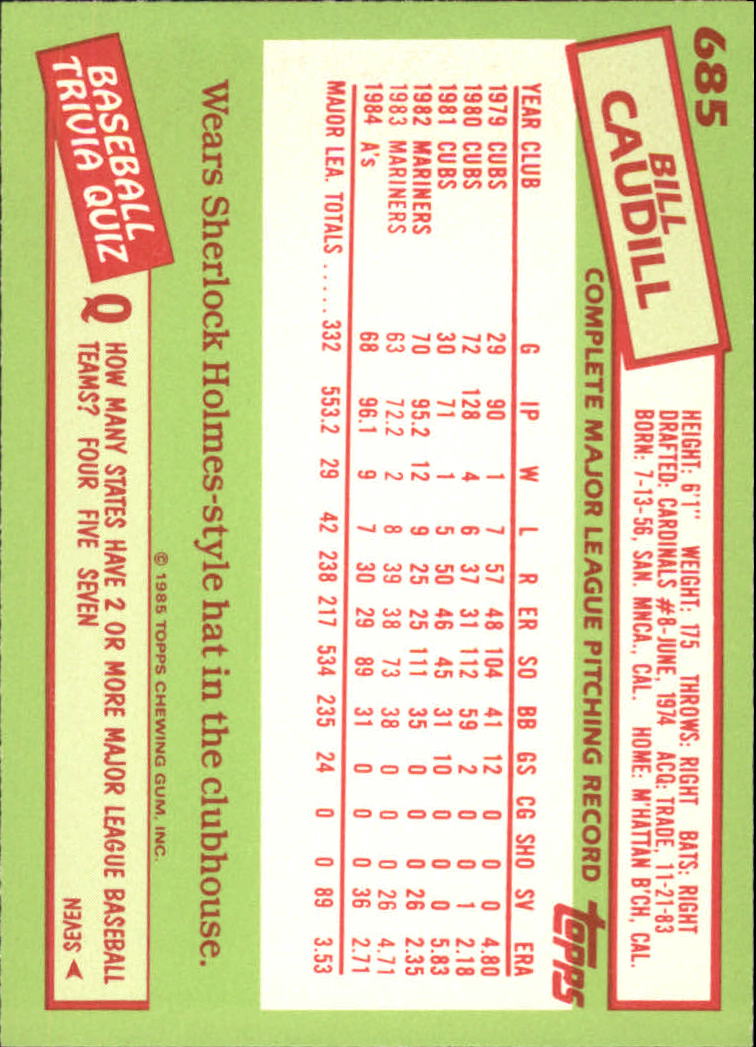 685
BILL
CAUDILL
HEIGHT: 6'1" WEIGHT: 175 THROWS: RIGHT BATS: RIGHT
DRAFTED: CARDINALS #8-JUNE, 1974 ACQ: TRADE, 11-21-83
BORN: 7-13-56, SAN. MNCA., CAL. HOME: M'HATTAN B'CH, CAL.
COMPLETE MAJOR LEAGUE PITCHING RECORD
topps
YEAR CLUB G IP W L R ER SO BB GS CG SHO SV ERA
1979 CUBS 29 90 1 7 57 48 104 41 12 0 0 0 4.80
1980 CUBS 72 128 4 6 37 31 112 59 2 0 0 1 2.18
1981 CUBS 30 71 1 5 50 46 45 31 10 0 0 0 5.83
1982 MARINERS 70 95.2 12 9 25 25 111 35 0 0 0 26 2.35
1983 MARINERS 63 72.2 2 8 39 38 73 38 0 0 0 26 4.71
1984 A's 68 96.1 9 7 30 29 89 31 0 0 0 36 2.71
MAJOR LEA. TOTALS ..... 332 553.2 29 42 238 217 534 235 24 0 0 89 3.53
Wears Sherlock Holmes-style hat in the clubhouse.
© 1985 TOPPS CHEWING GUM, INC.
BASEBALL
TRIVIA QUIZ
Q HOW MANY STATES HAVE 2 OR MORE MAJOR LEAGUE BASEBALL
TEAMS? FOUR FIVE SEVEN
SEVEN